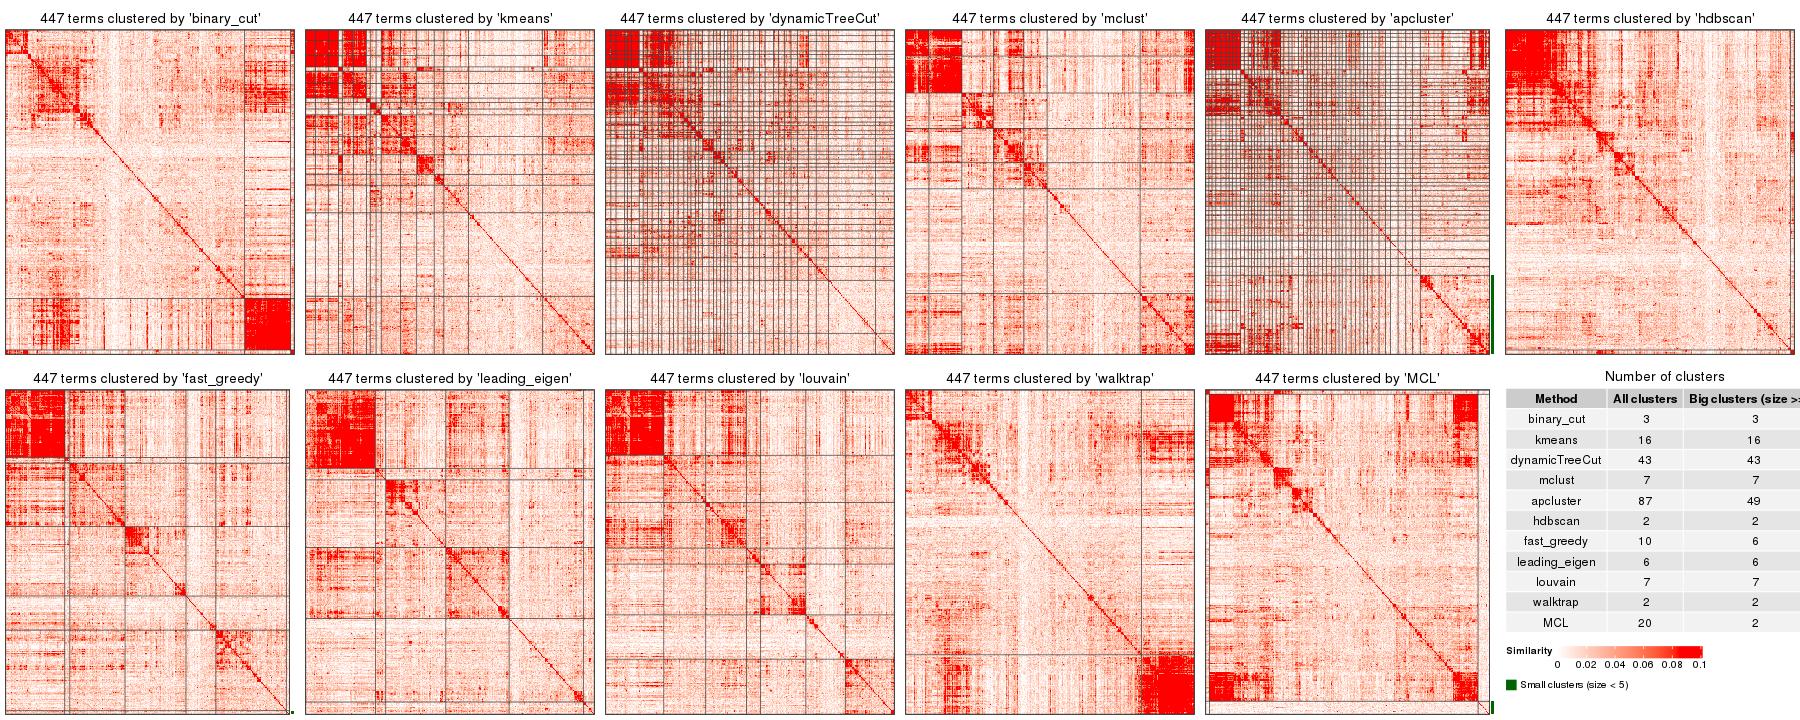 447 terms clustered by 'binary_cut'
447 terms clustered by 'kmeans'
447 terms clustered by 'dynamicTreeCut'
447 terms clustered by 'mclust'
447 terms clustered by 'apcluster'
447 terms clustered by 'hdbscan'
447 terms clustered by 'fast_greedy'
447 terms clustered by 'leading_eigen'
447 terms clustered by 'louvain'
447 terms clustered by 'walktrap'
447 terms clustered by 'MCL'
Number of clusters
Method All clusters Big clusters (size >
binary_cut 3 3
kmeans 16 16
dynamicTreeCut 43 43
mclust 7 7
apcluster 87 49
hdbscan 2 2
fast_greedy 10 6
leading_eigen 6 6
louvain 7 7
walktrap 2 2
MCL 20 2
Similarity
0 0.02 0.04 0.06 0.08 0.1
Small clusters (size < 5)